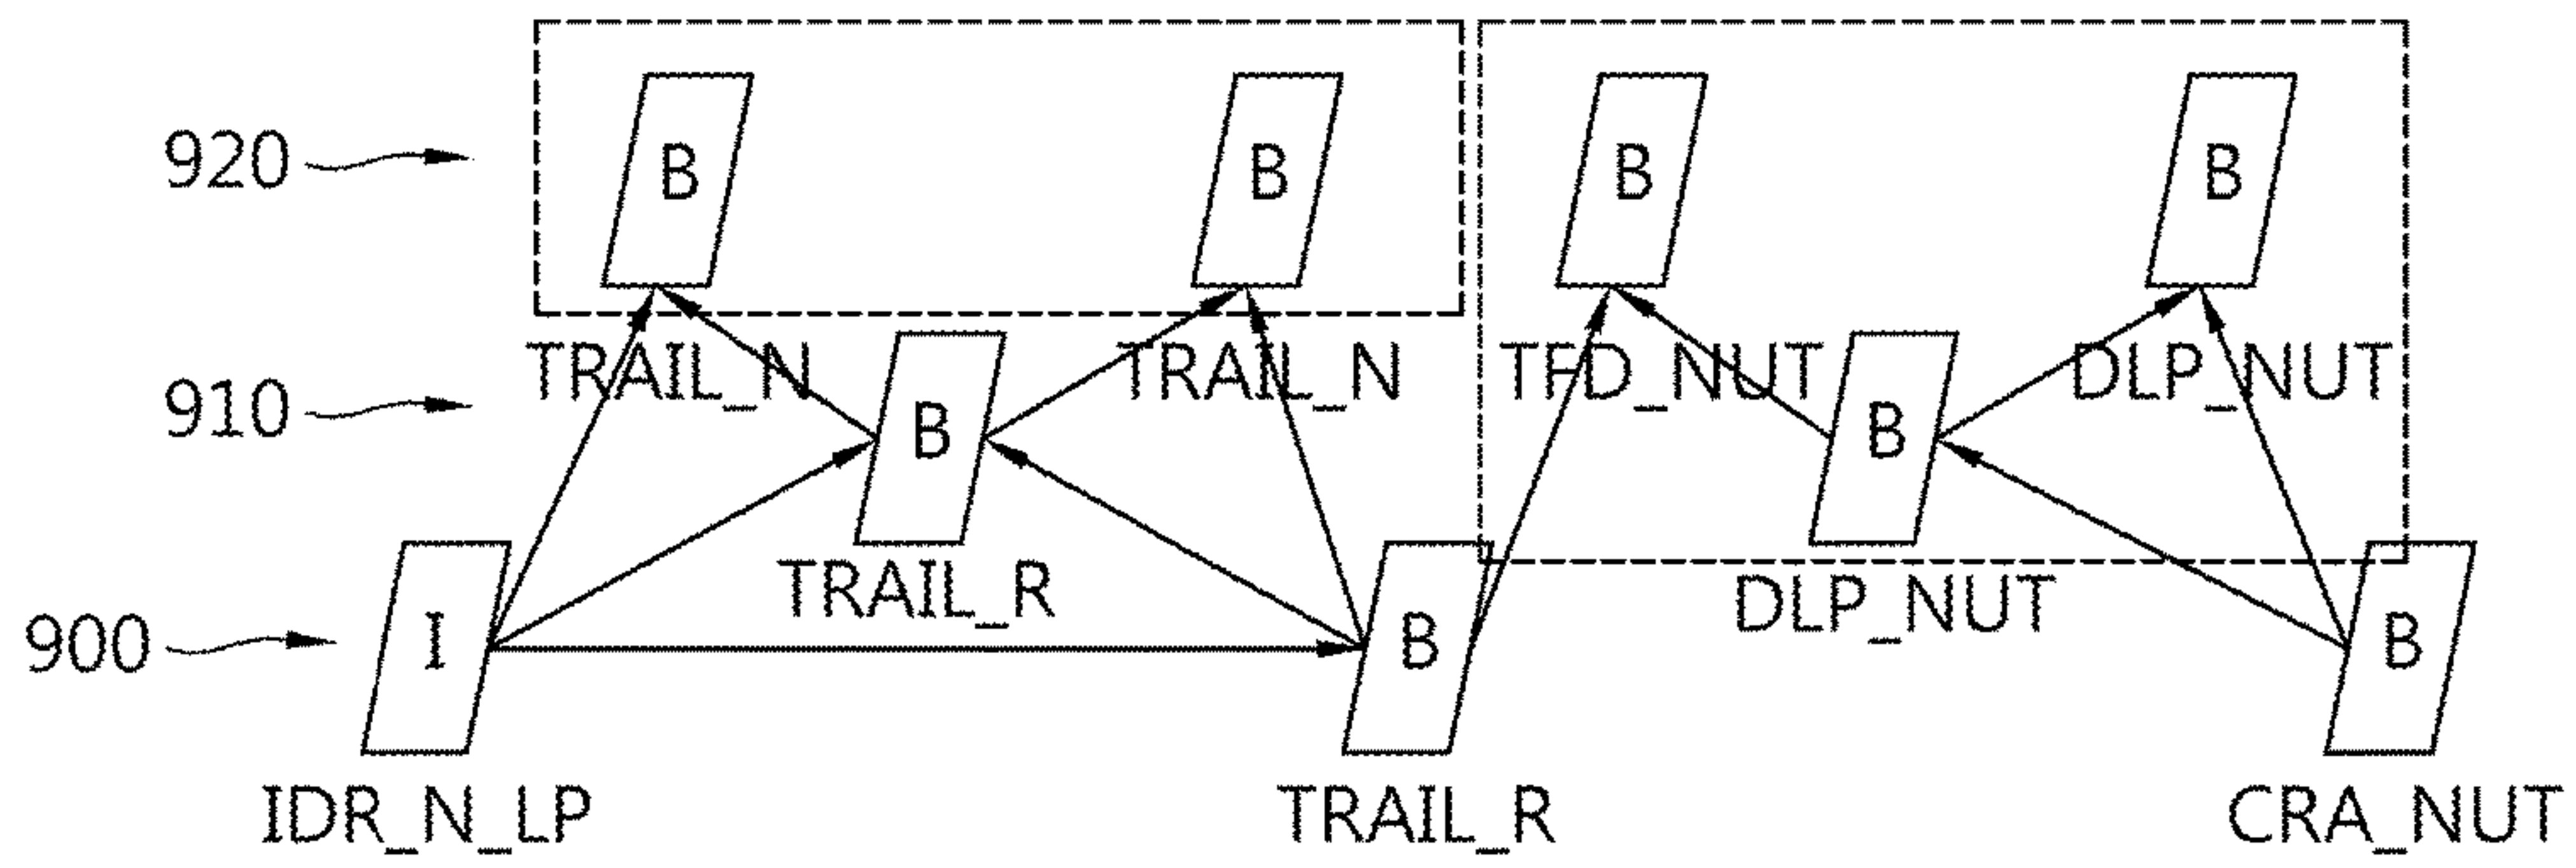 920
B B B B
TRAIL_N TRAIL_N TFD_NUT DLP_NUT
910
B B
TRAIL_R DLP_NUT
900
I B B
IDR_N_LP TRAIL_R CRA_NUT